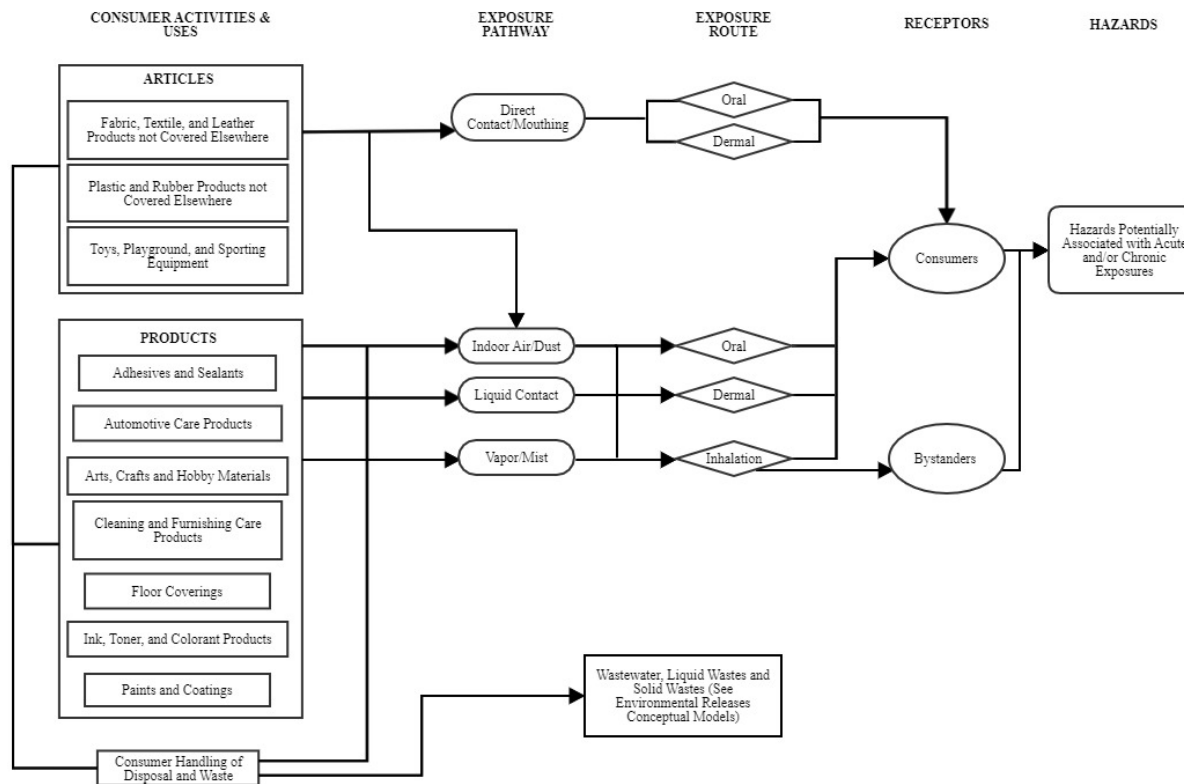 CONSUMER ACTIVITIES &
USES
EXPOSURE
PATHWAY
EXPOSURE
ROUTE
RECEPTORS
HAZARDS
ARTICLES
Fabric, Textile, and Leather
Products not Covered Elsewhere
Plastic and Rubber Products not
Covered Elsewhere
Toys, Playground, and Sporting
Equipment
PRODUCTS
Adhesives and Sealants
Automotive Care Products
Arts, Crafts and Hobby Materials
Cleaning and Furnishing Care
Products
Floor Coverings
Ink, Toner, and Colorant Products
Paints and Coatings
Consumer Handling of
Disposal and Waste
Direct
Contact/Mouthing
Indoor Air/Dust
Liquid Contact
Vapor/Mist
Oral
Dermal
Oral
Dermal
Inhalation
Wastewater, Liquid Wastes and
Solid Wastes (See
Environmental Releases
Conceptual Models)
Consumers
Bystanders
Hazards Potentially
Associated with Acute
and/or Chronic
Exposures